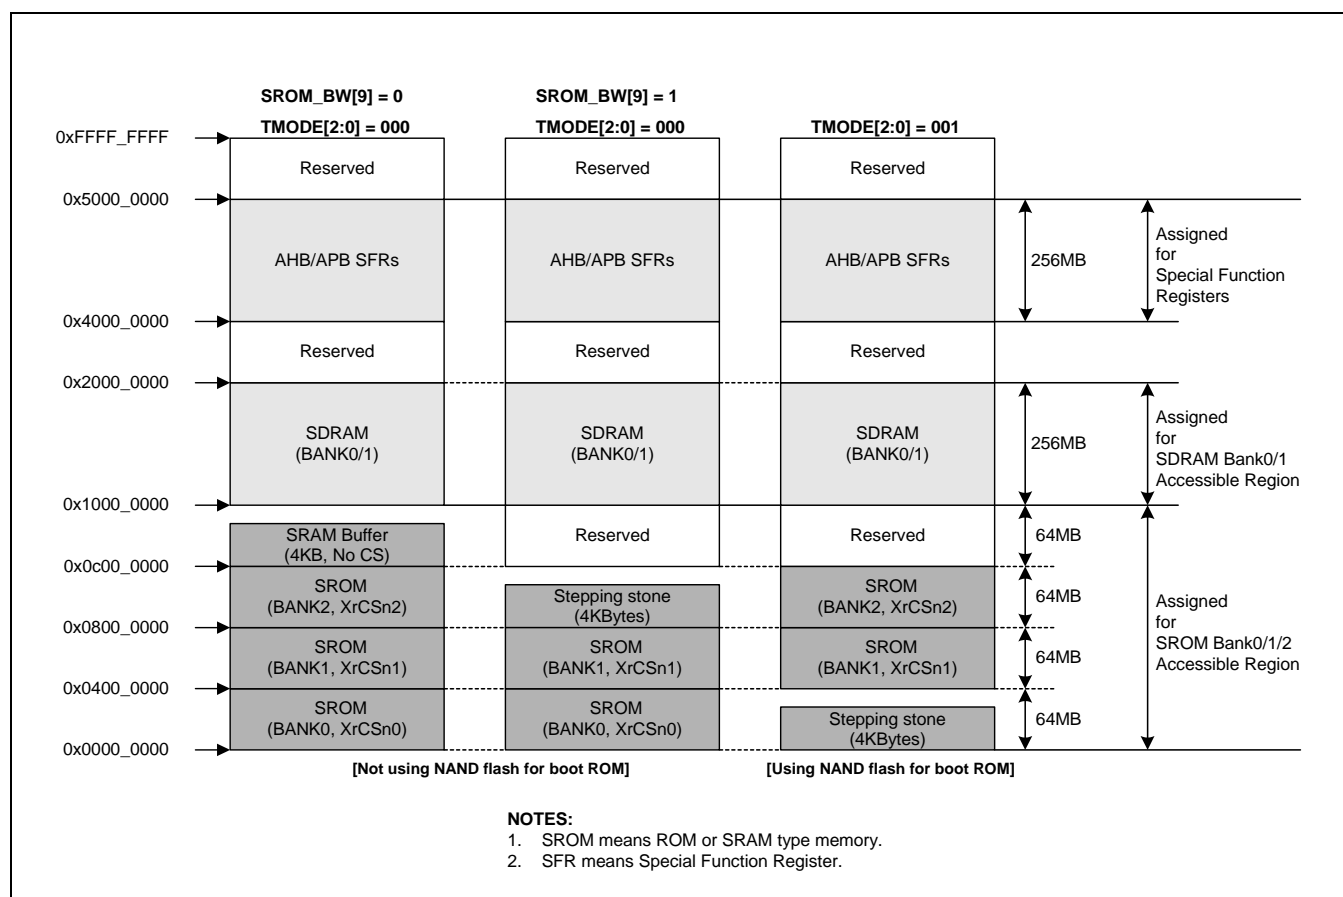 SROM_BW[9] = 0
SROM_BW[9] = 1
TMODE[2:0] = 000
TMODE[2:0] = 000
TMODE[2:0] = 001
0xFFFF_FFFF
Reserved
Reserved
Reserved
0x5000_0000
AHB/APB SFRs
AHB/APB SFRs
AHB/APB SFRs
256MB
Assigned
for
Special Function
Registers
0x4000_0000
Reserved
Reserved
Reserved
0x2000_0000
SDRAM
(BANK0/1)
SDRAM
(BANK0/1)
SDRAM
(BANK0/1)
256MB
Assigned
for
SDRAM Bank0/1
Accessible Region
0x1000_0000
SRAM Buffer
(4KB, No CS)
Reserved
Reserved
64MB
0x0c00_0000
SROM
(BANK2, XrCSn2)
Stepping stone
(4KBytes)
SROM
(BANK2, XrCSn2)
64MB
Assigned
for
SROM Bank0/1/2
Accessible Region
0x0800_0000
SROM
(BANK1, XrCSn1)
SROM
(BANK1, XrCSn1)
SROM
(BANK1, XrCSn1)
64MB
0x0400_0000
SROM
(BANK0, XrCSn0)
SROM
(BANK0, XrCSn0)
Stepping stone
(4KBytes)
64MB
0x0000_0000
[Not using NAND flash for boot ROM]
[Using NAND flash for boot ROM]
NOTES:
1. SROM means ROM or SRAM type memory.
2. SFR means Special Function Register.